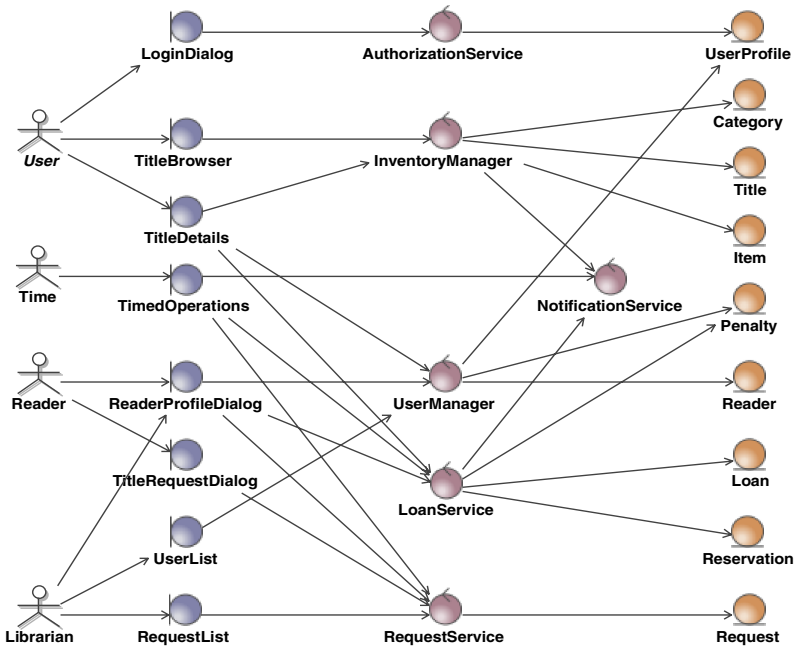 LoginDialog
AuthorizationService
UserProfile
Category
User
TitleBrowser
InventoryManager
Title
TitleDetails
Item
Time
TimedOperations
NotificationService
Penalty
Reader
ReaderProfileDialog
UserManager
Reader
TitleRequestDialog
LoanService
Loan
UserList
Reservation
Librarian
RequestList
RequestService
Request